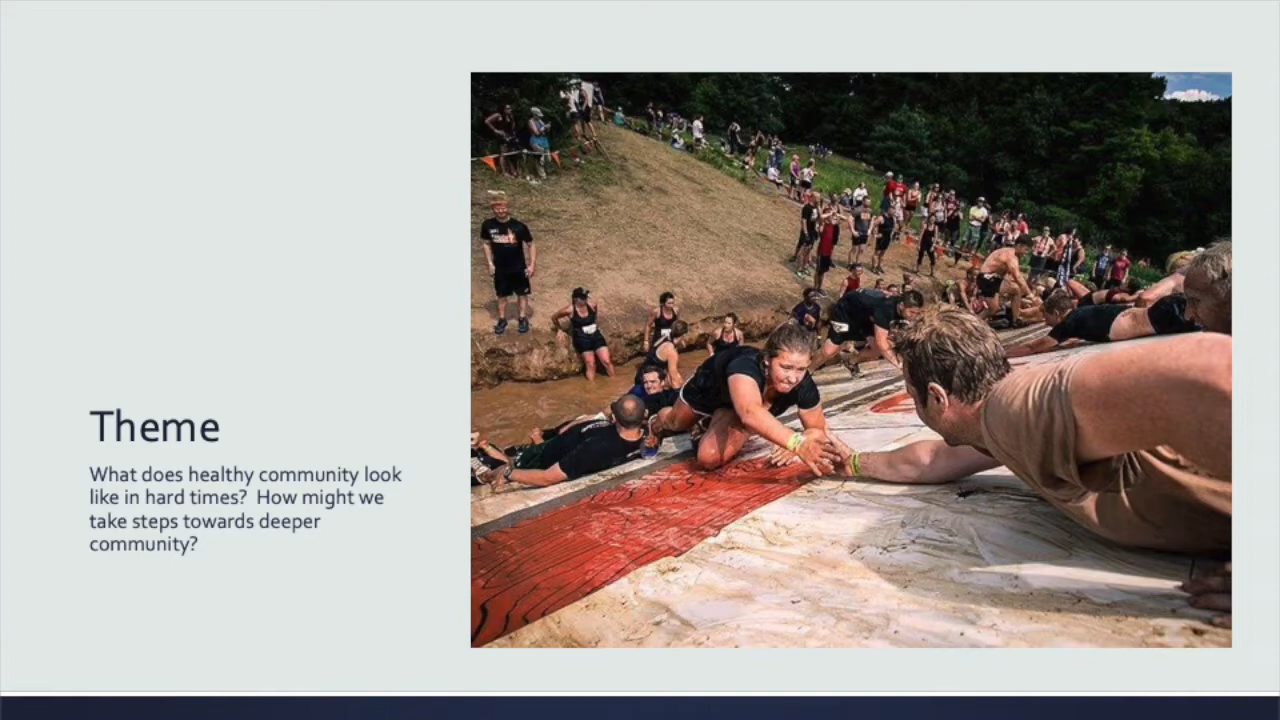 Theme
What does healthy community look
like in hard times?  How might we
take steps towards deeper
community?